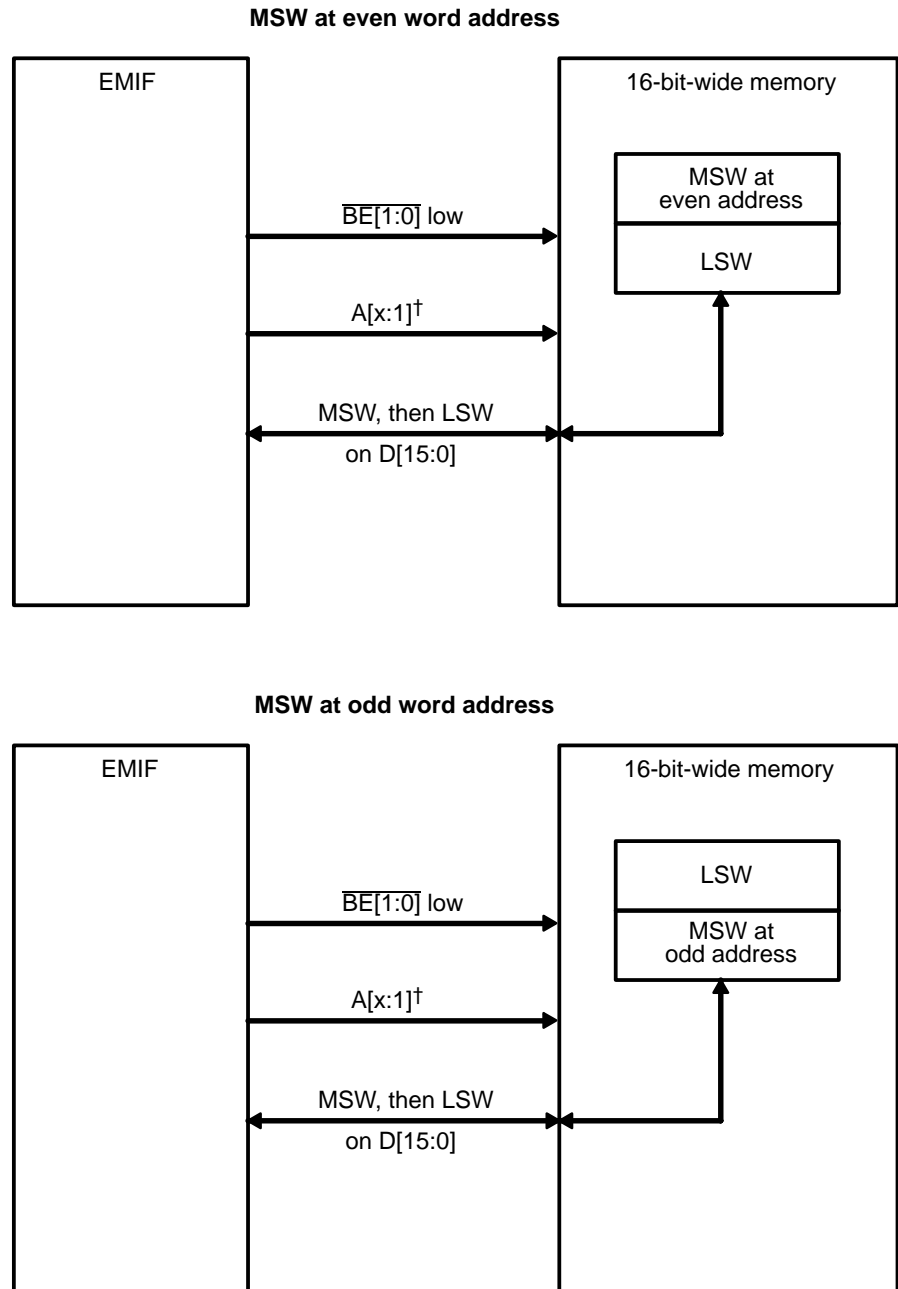 MSW at even word address
EMIF
16-bit-wide memory
MSW at
even address
BE[1:0] low
LSW
A[x:1]†
MSW, then LSW
on D[15:0]
MSW at odd word address
EMIF
16-bit-wide memory
LSW
BE[1:0] low
MSW at
odd address
A[x:1]†
MSW, then LSW
on D[15:0]